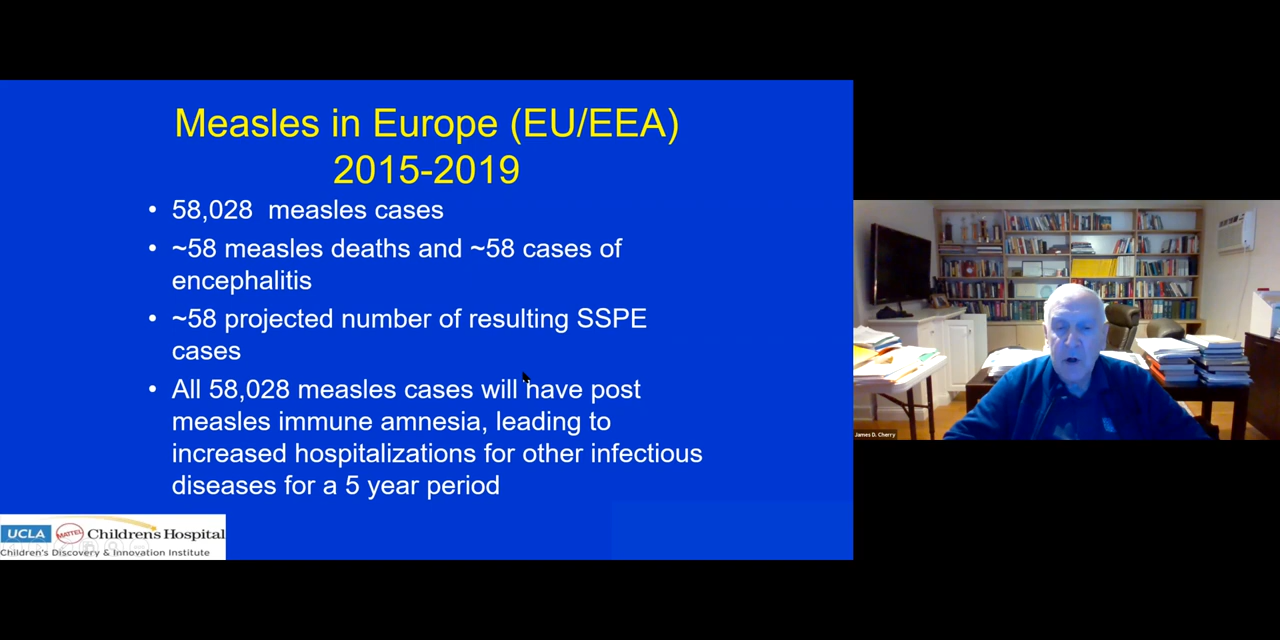 Measles in Europe (EU/EEA)
2015-2019
• 58,028 measles cases
• ~58 measles deaths and ~58 cases of
encephalitis
• ~58 projected number of resulting SSPE
cases
• All 58,028 measles cases will have post
measles immune amnesia, leading to
increased hospitalizations for other infectious
diseases for a 5 year period
UCLA MATTEL Children's Hospital
Children's Discovery & Innovation Institute
James D. Cherry